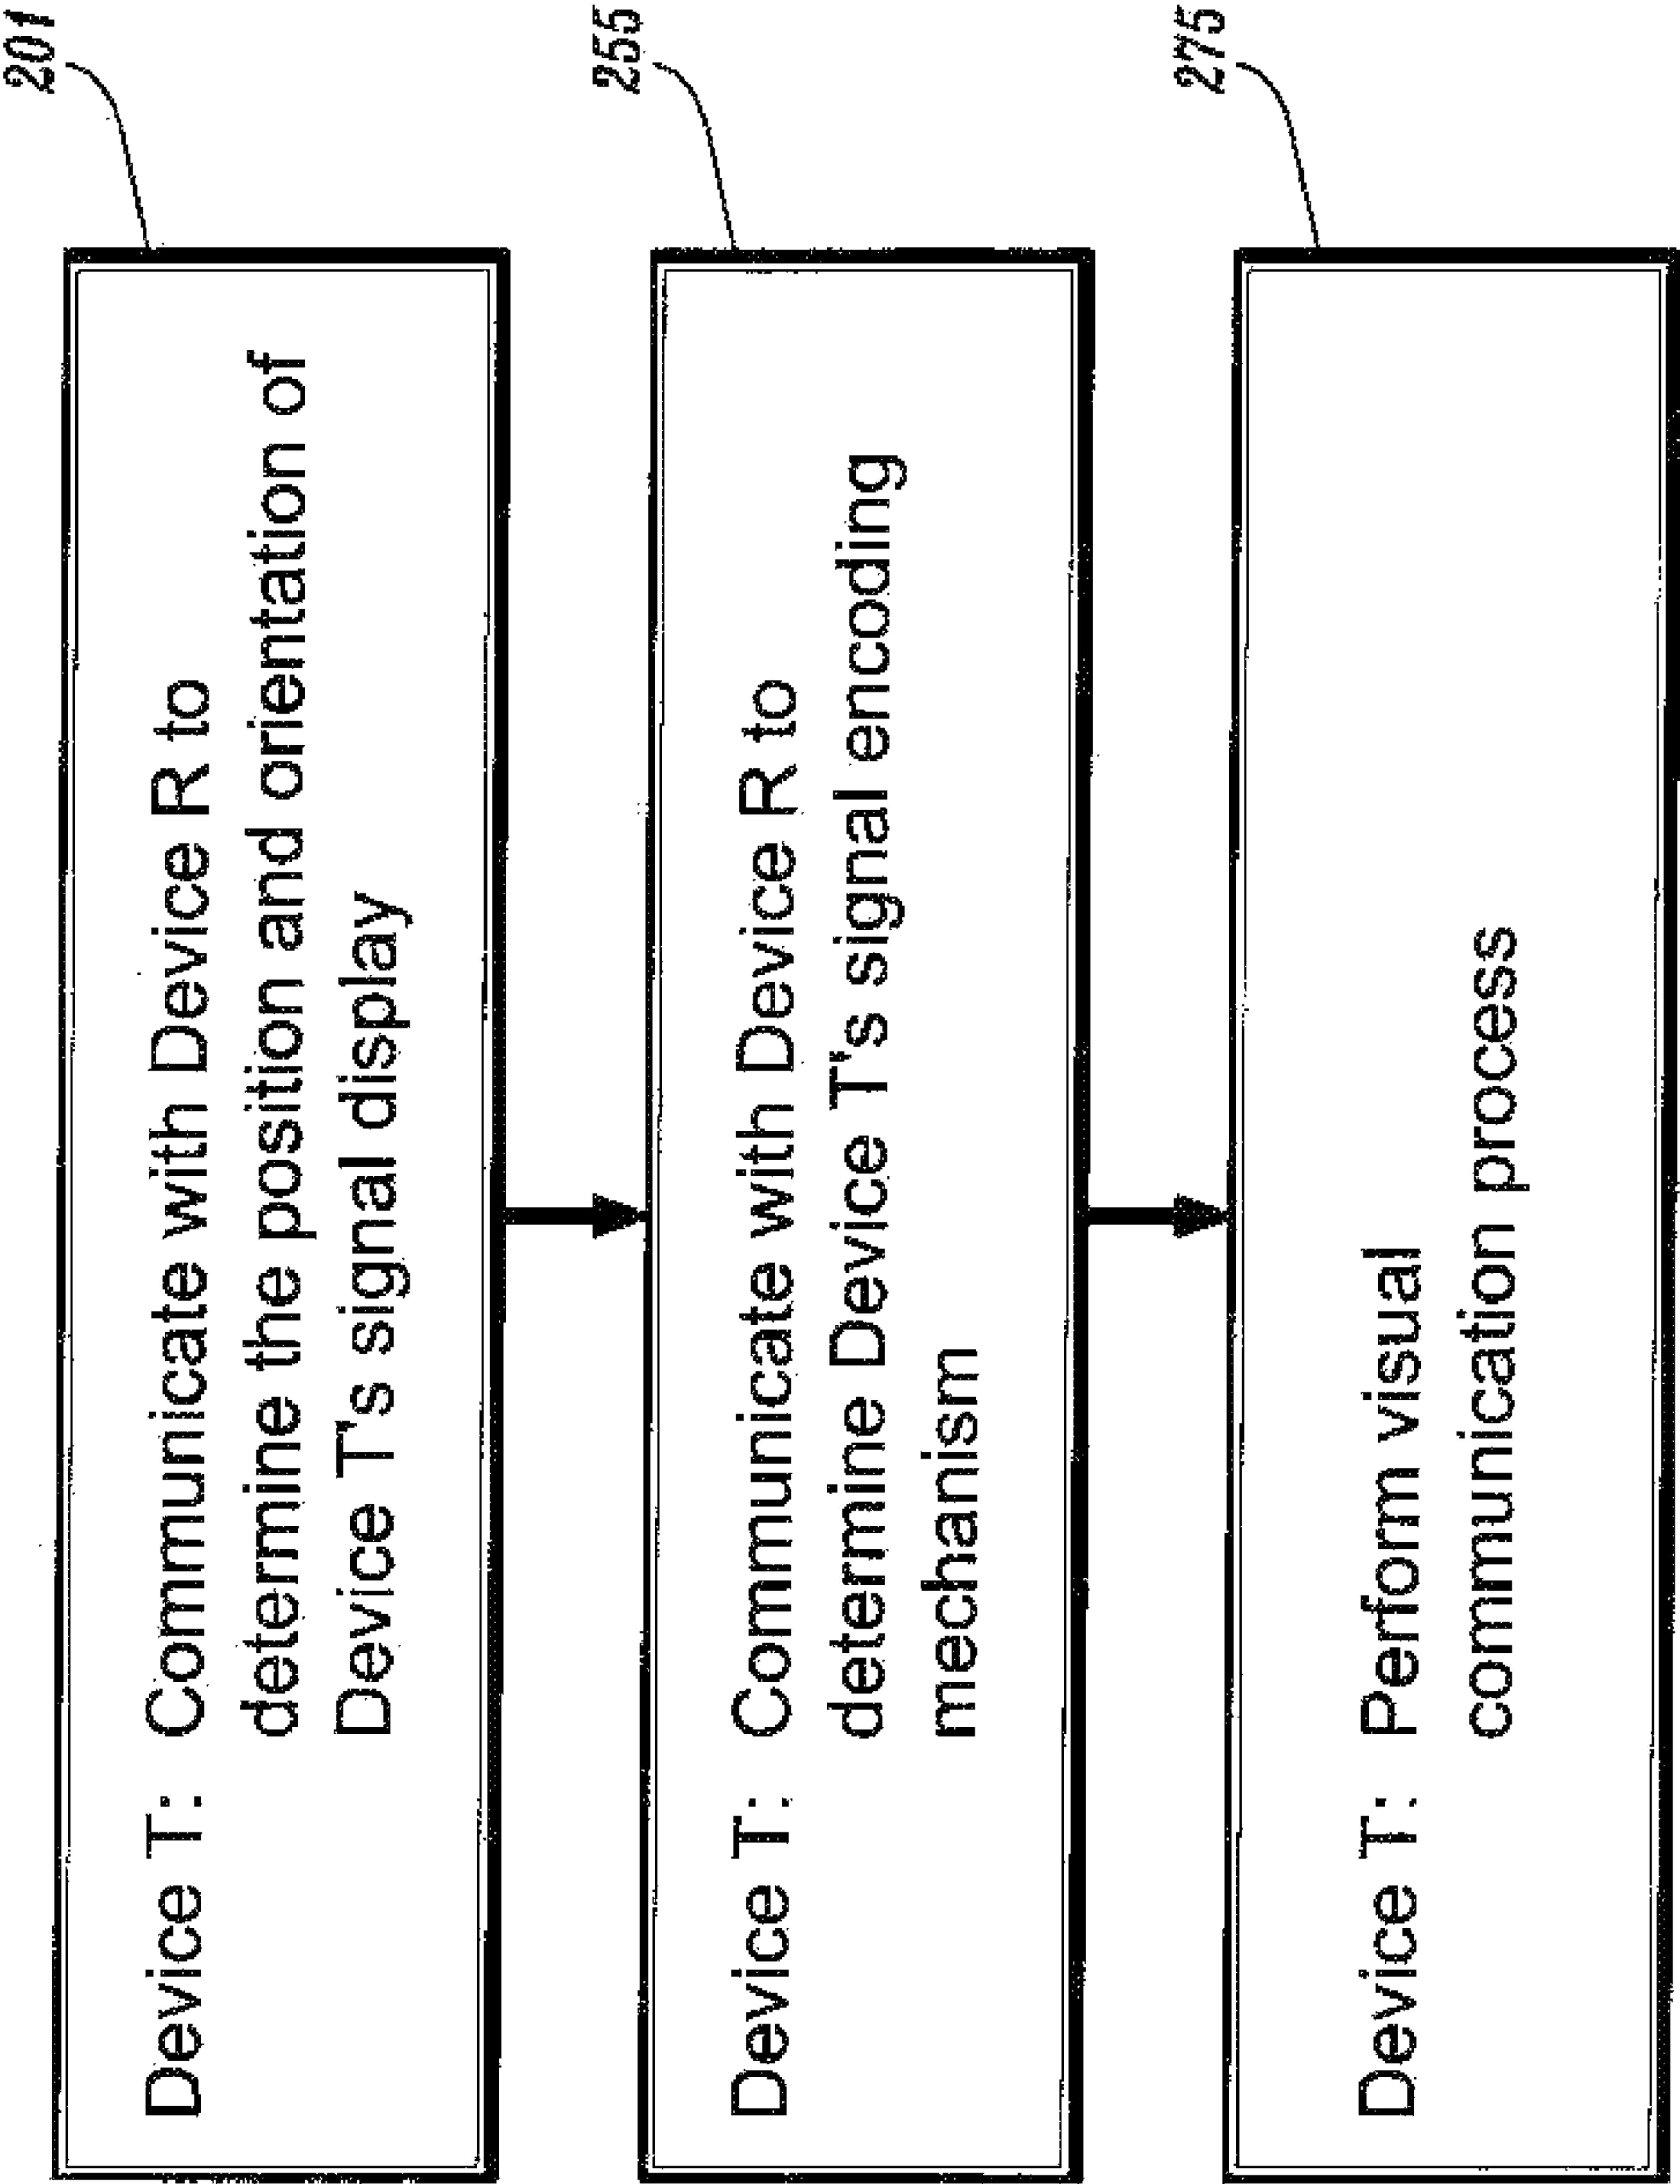 201
Device T: Communicate with Device R to
determine the position and orientation of
Device T's signal display
255
Device T: Communicate with Device R to
determine Device T's signal encoding
mechanism
275
Device T: Perform visual
communication process